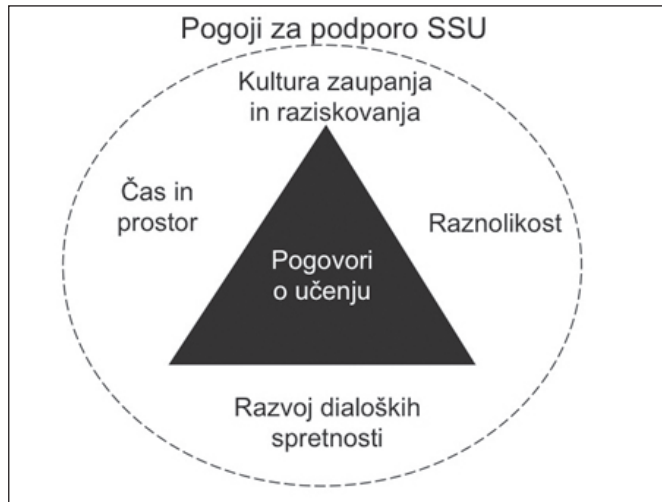 Pogoji za podporo SSU
Kultura zaupanja
in raziskovanja
Čas in
prostor
Raznolikost
Pogovori
o učenju
Razvoj dialoških
spretnosti